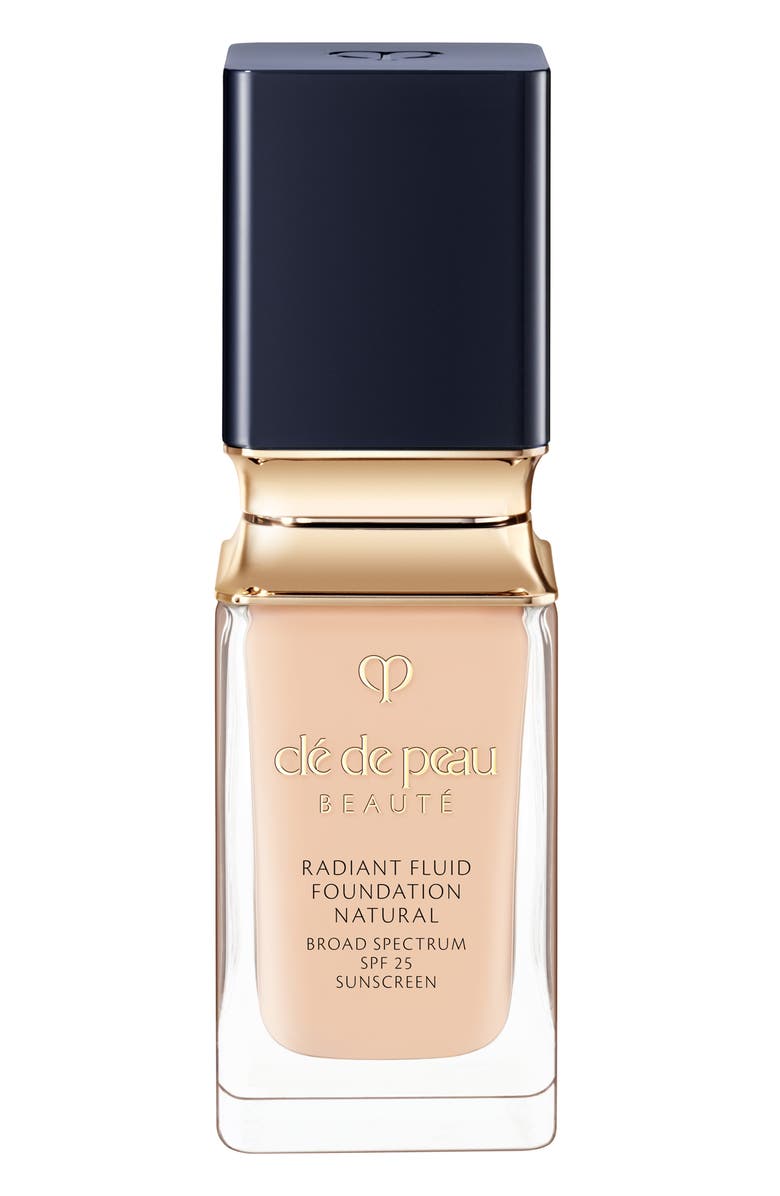 clé de peau
BEAUTÉ
RADIANT FLUID
FOUNDATION
NATURAL
BROAD SPECTRUM
SPF 25
SUNSCREEN